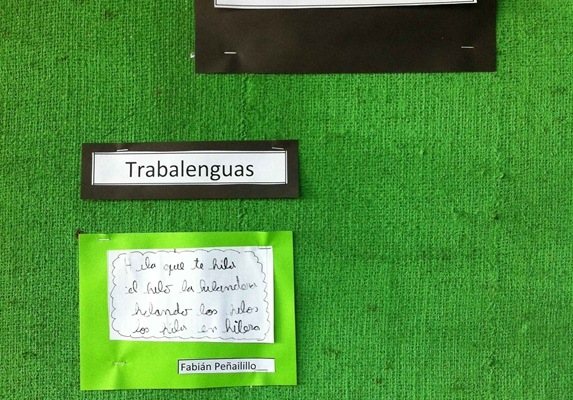 Trabalenguas
Hila que te hila
el hilo la hilandera
hilando los hilos
los hila en hilera
Fabián Peñailillo